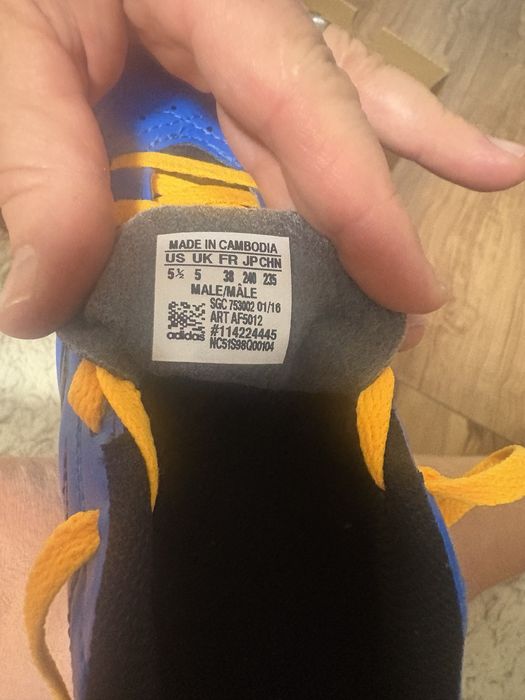 MADE IN CAMBODIA
US UK FR JP CHN
5½ 5 38 240 235
MALE/MÂLE
SGC 753002 01/16
ART AF5012
adidas #114224445
NC51S98Q00104